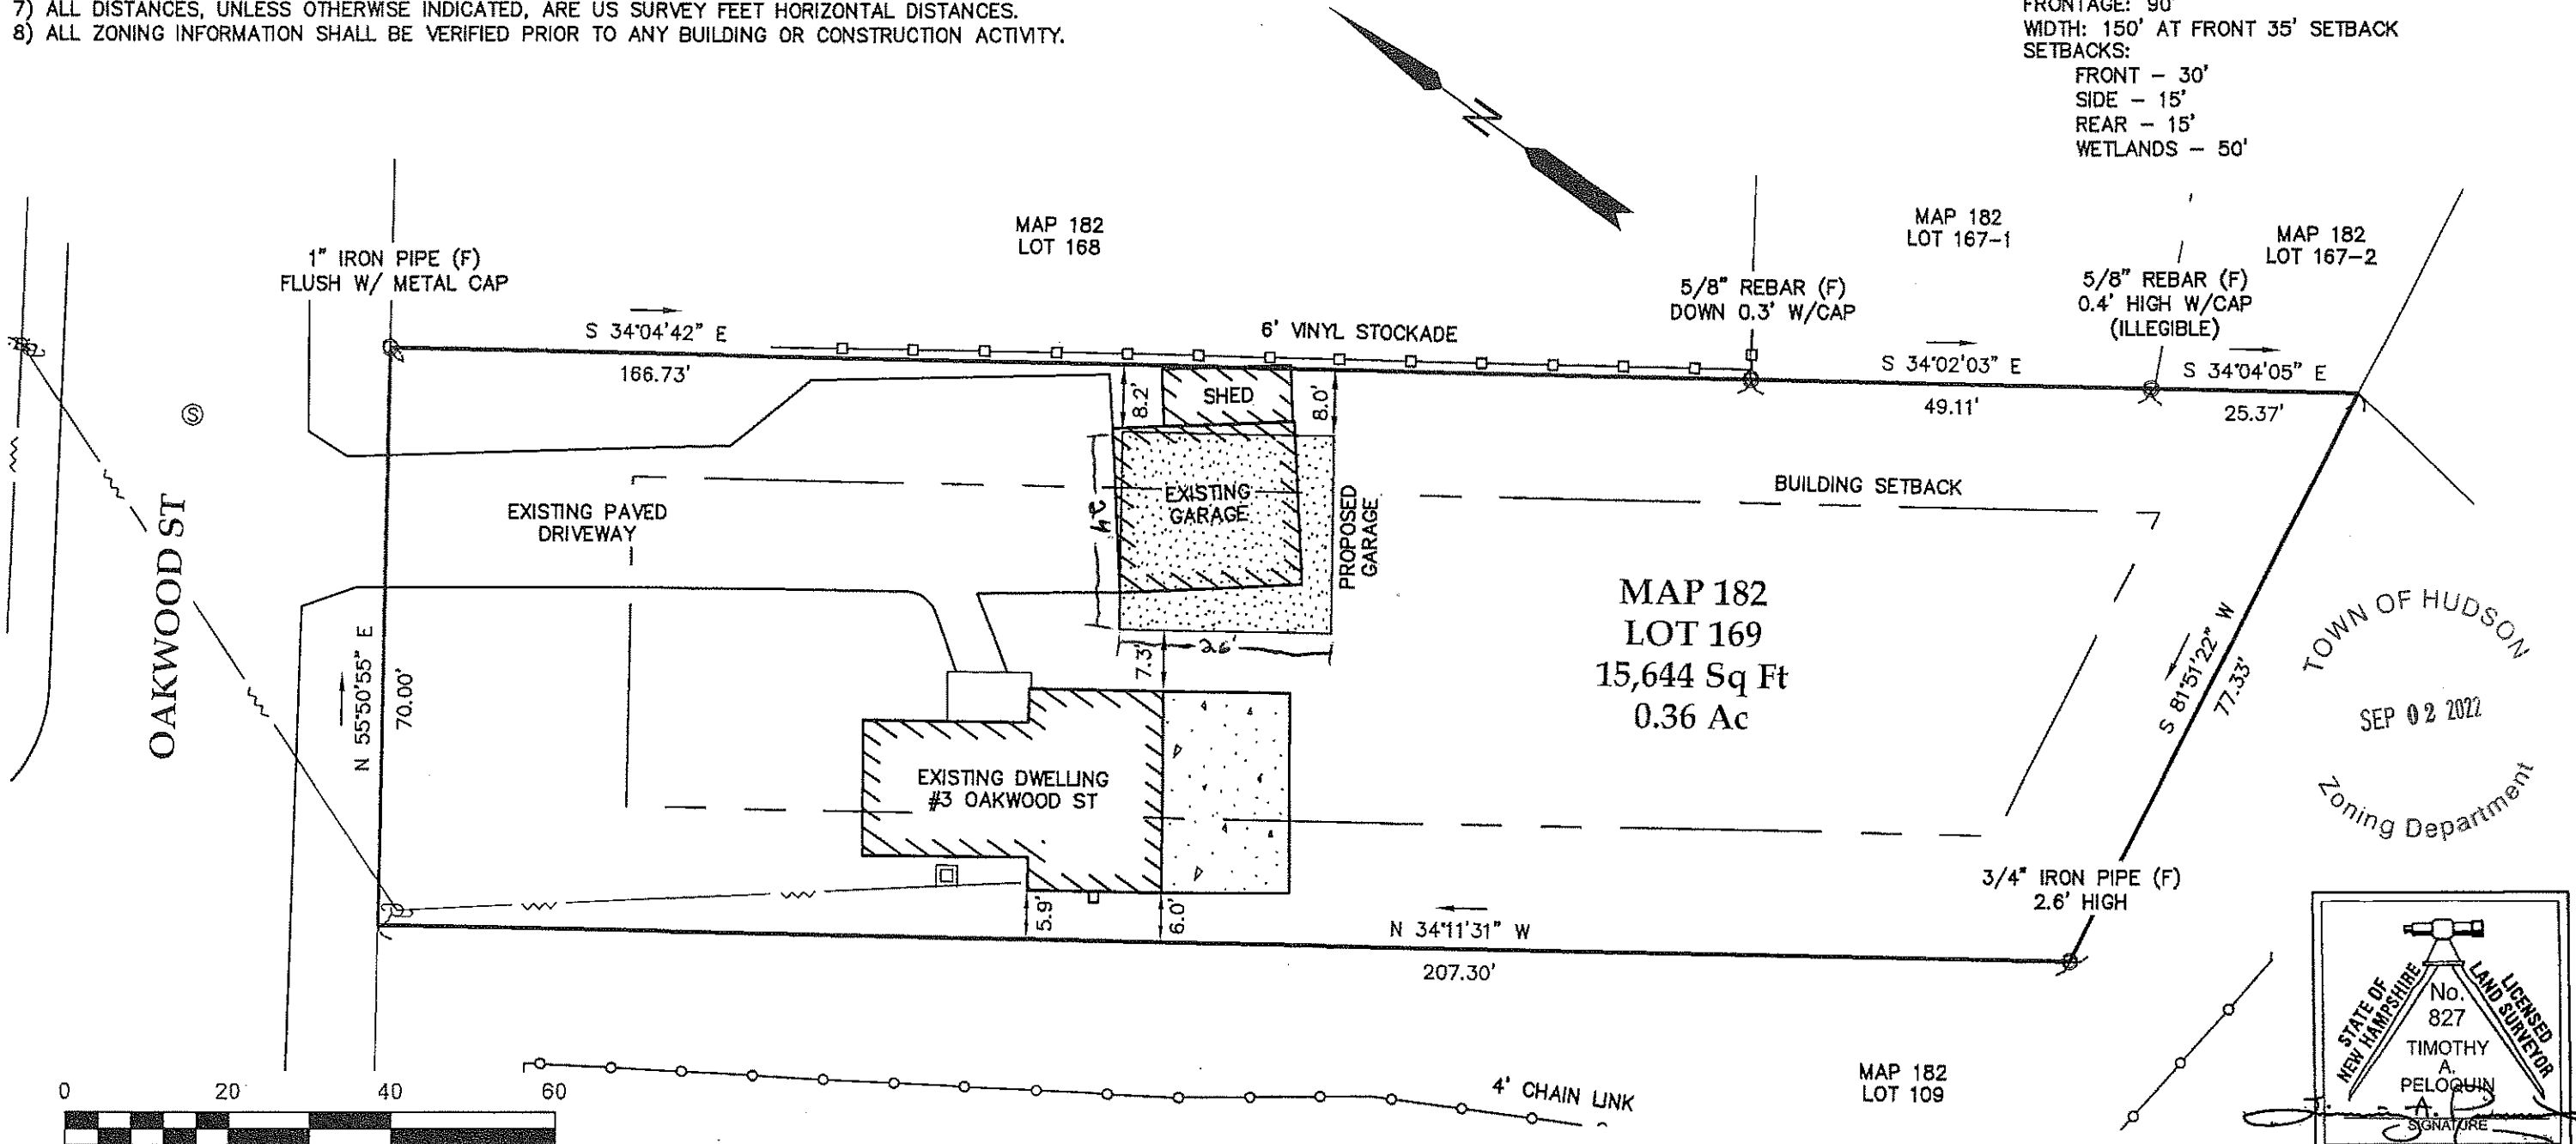 7) ALL DISTANCES, UNLESS OTHERWISE INDICATED, ARE US SURVEY FEET HORIZONTAL DISTANCES.
8) ALL ZONING INFORMATION SHALL BE VERIFIED PRIOR TO ANY BUILDING OR CONSTRUCTION ACTIVITY.
FRONTAGE: 90'
WIDTH: 150' AT FRONT 35' SETBACK
SETBACKS:
FRONT – 30'
SIDE – 15'
REAR – 15'
WETLANDS – 50'
N
MAP 182
LOT 168
MAP 182
LOT 167-1
MAP 182
LOT 167-2
1" IRON PIPE (F)
FLUSH W/ METAL CAP
5/8" REBAR (F)
DOWN 0.3' W/CAP
5/8" REBAR (F)
0.4' HIGH W/CAP
(ILLEGIBLE)
S 34°04'42" E
166.73'
6' VINYL STOCKADE
S 34°02'03" E
49.11'
S 34°04'05" E
25.37'
S
8.2'
SHED
8.0'
BUILDING SETBACK
EXISTING PAVED
DRIVEWAY
EXISTING
GARAGE
24
PROPOSED
GARAGE
26'
7.3'
OAKWOOD ST
N 55°50'55" E
70.00'
MAP 182
LOT 169
15,644 Sq Ft
0.36 Ac
S 81°51'22" W
77.33'
TOWN OF HUDSON
SEP 02 2022
Zoning Department
EXISTING DWELLING
#3 OAKWOOD ST
5.9'
6.0'
3/4" IRON PIPE (F)
2.6' HIGH
N 34°11'31" W
207.30'
4' CHAIN LINK
MAP 182
LOT 109
0 20 40 60
STATE OF
NEW HAMPSHIRE
LICENSED
LAND SURVEYOR
No.
827
TIMOTHY
A.
PELOQUIN
SIGNATURE